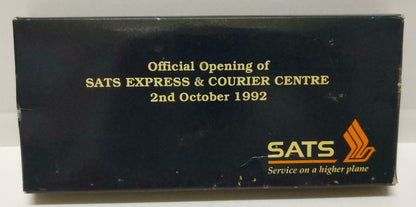 Official Opening of
SATS EXPRESS & COURIER CENTRE
2nd October 1992
SATS
Service on a higher plane